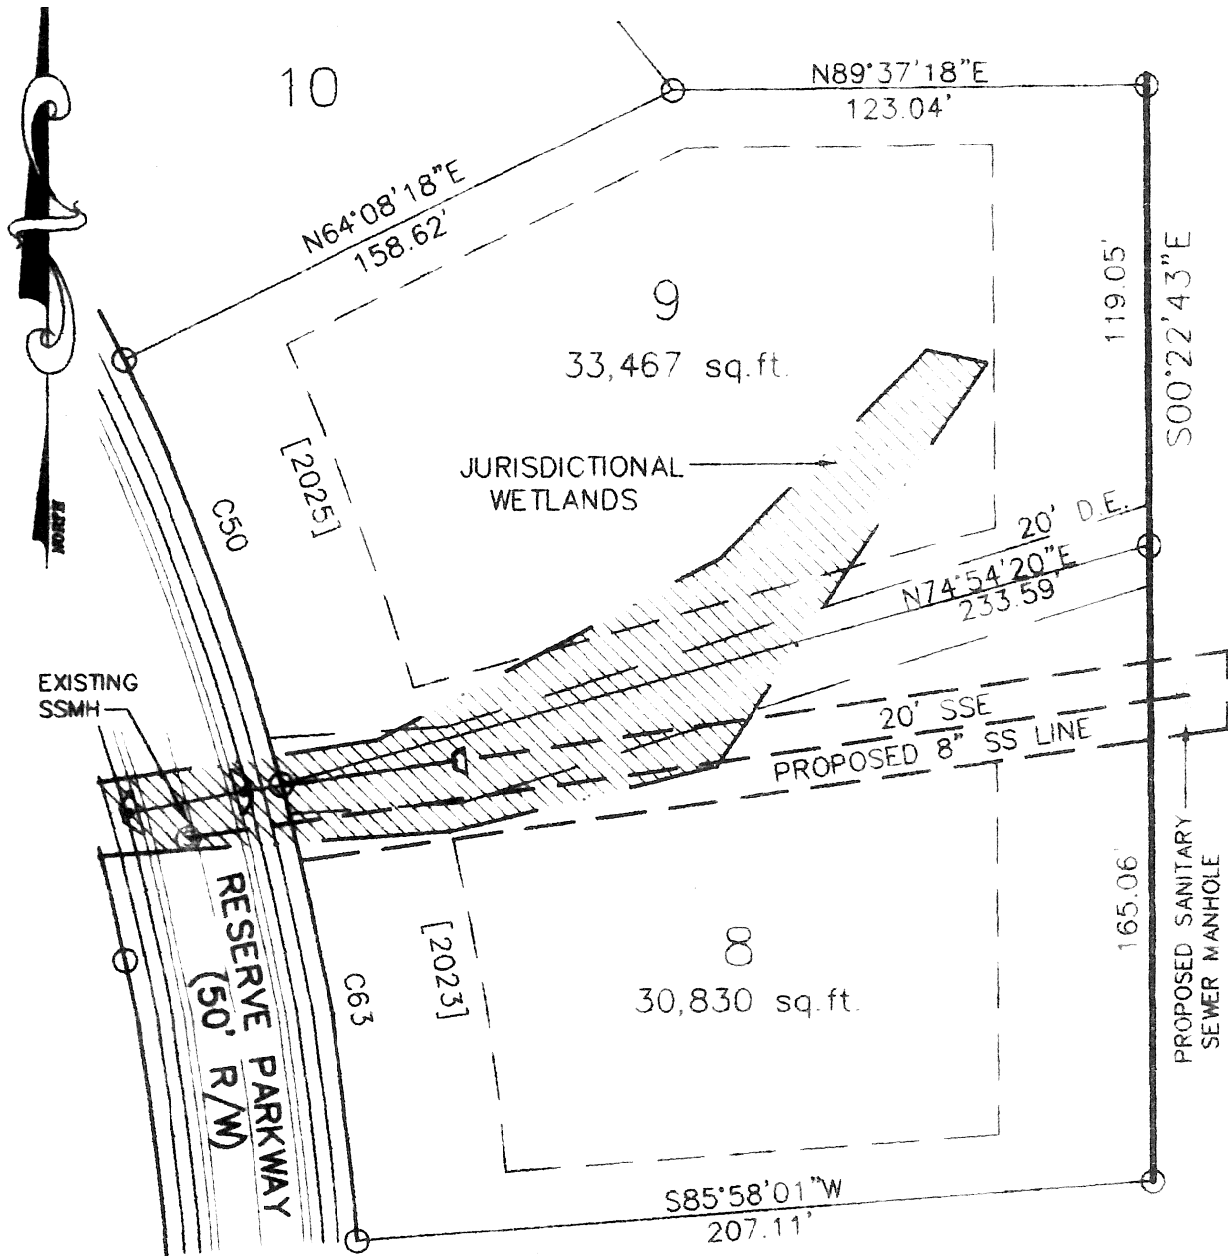 10
N89°37'18"E
123.04'
N64°08'18"E
158.62'
NORTH
9
33,467 sq.ft.
119.05'
S00°22'43"E
[2025]
C50
JURISDICTIONAL
WETLANDS
20' D.E.
N74°54'20"E
233.59'
EXISTING
SSMH
20' SSE
PROPOSED 8" SS LINE
RESERVE PARKWAY
(50' R/W)
[2023]
C63
8
30,830 sq.ft.
165.06'
PROPOSED SANITARY
SEWER MANHOLE
S85°58'01"W
207.11'